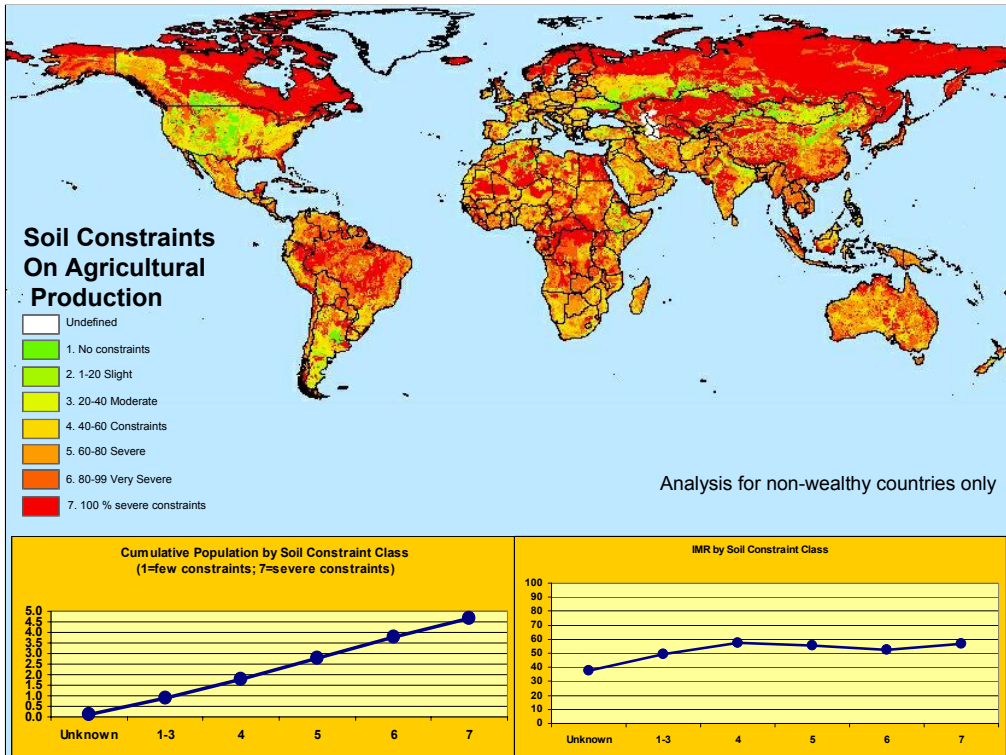 Soil Constraints
On Agricultural
Production
Undefined
1. No constraints
2. 1-20 Slight
3. 20-40 Moderate
4. 40-60 Constraints
5. 60-80 Severe
6. 80-99 Very Severe
7. 100 % severe constraints
Analysis for non-wealthy countries only
Cumulative Population by Soil Constraint Class
(1=few constraints; 7=severe constraints)
5.0
4.5
4.0
3.5
3.0
2.5
2.0
1.5
1.0
0.5
0.0
Unknown 1-3 4 5 6 7
IMR by Soil Constraint Class
100
90
80
70
60
50
40
30
20
10
0
Unknown 1-3 4 5 6 7